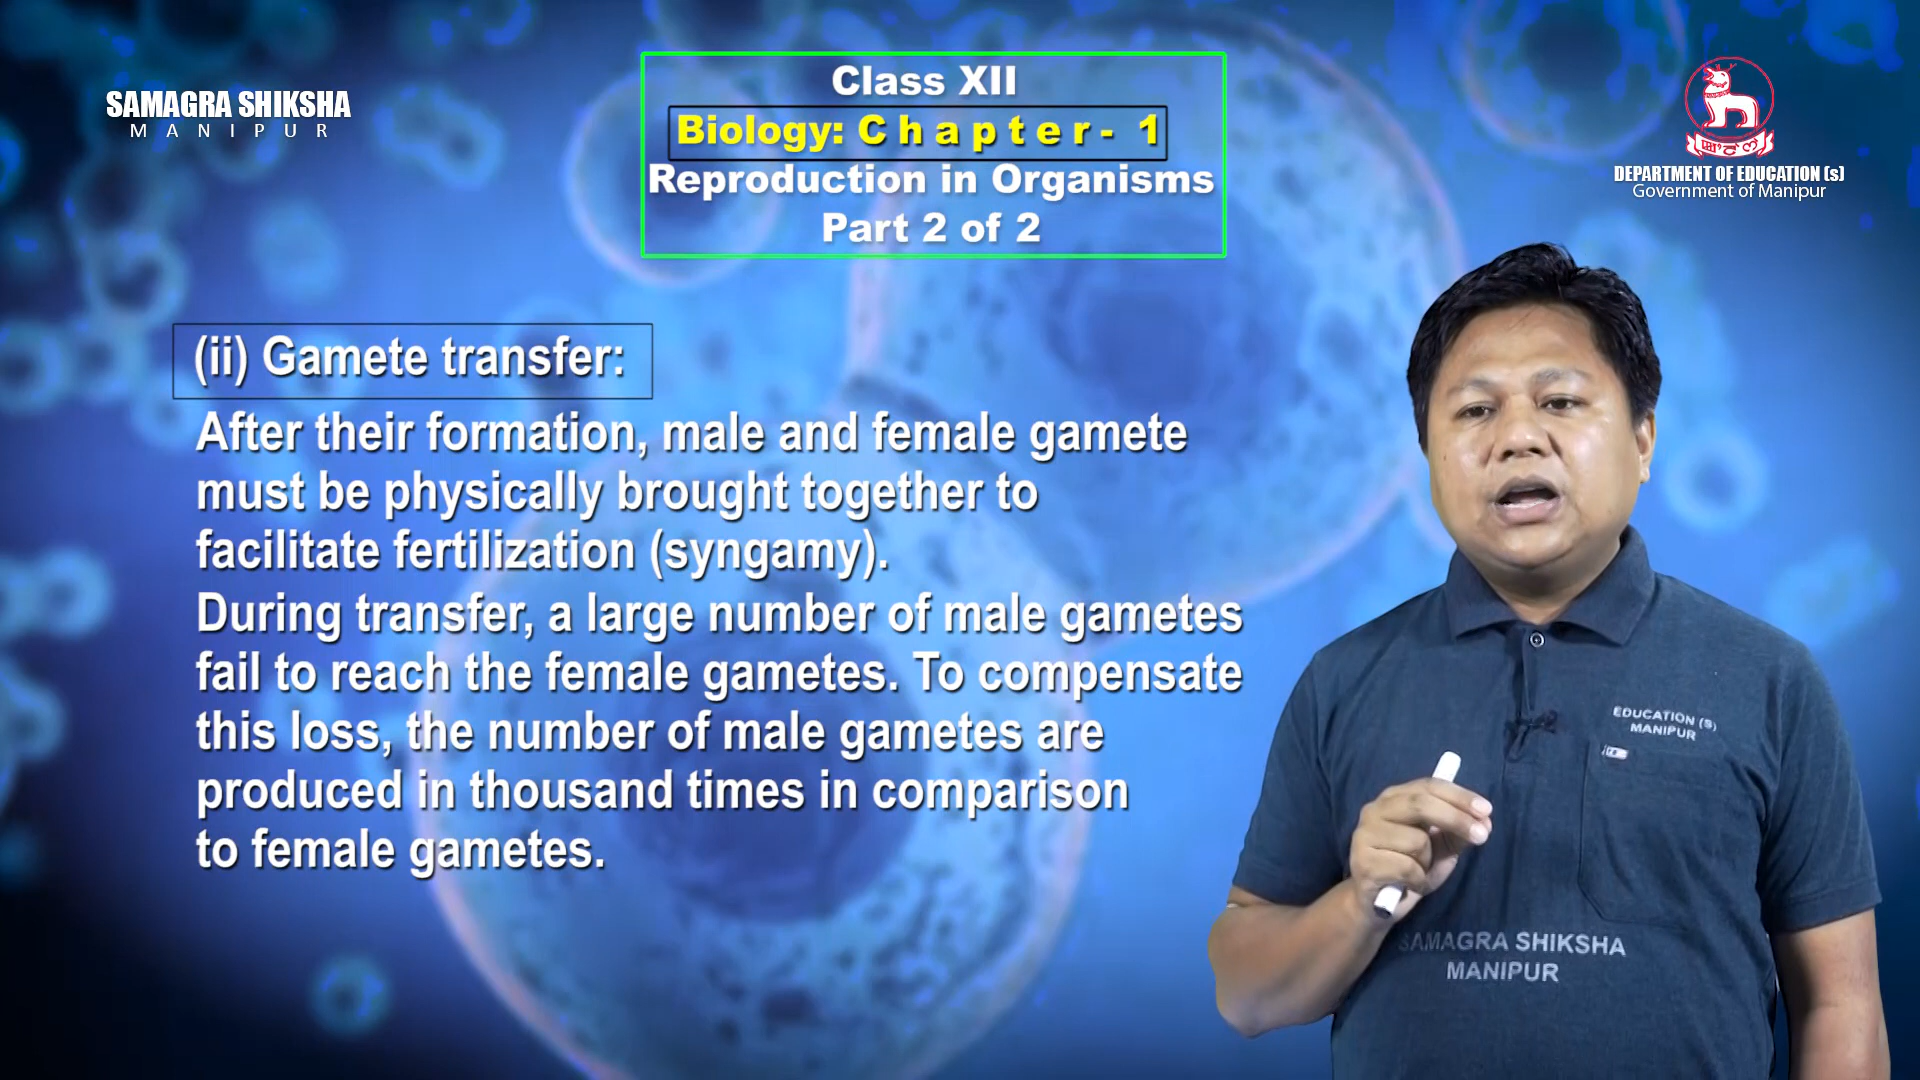 SAMAGRA SHIKSHA
MANIPUR
Class XII
Biology: Chapter- 1
Reproduction in Organisms
Part 2 of 2
DEPARTMENT OF EDUCATION (s)
Government of Manipur
(ii) Gamete transfer:
After their formation, male and female gamete
must be physically brought together to
facilitate fertilization (syngamy).
During transfer, a large number of male gametes
fail to reach the female gametes. To compensate
this loss, the number of male gametes are
produced in thousand times in comparison
to female gametes.
EDUCATION (S)
MANIPUR
SAMAGRA SHIKSHA
MANIPUR